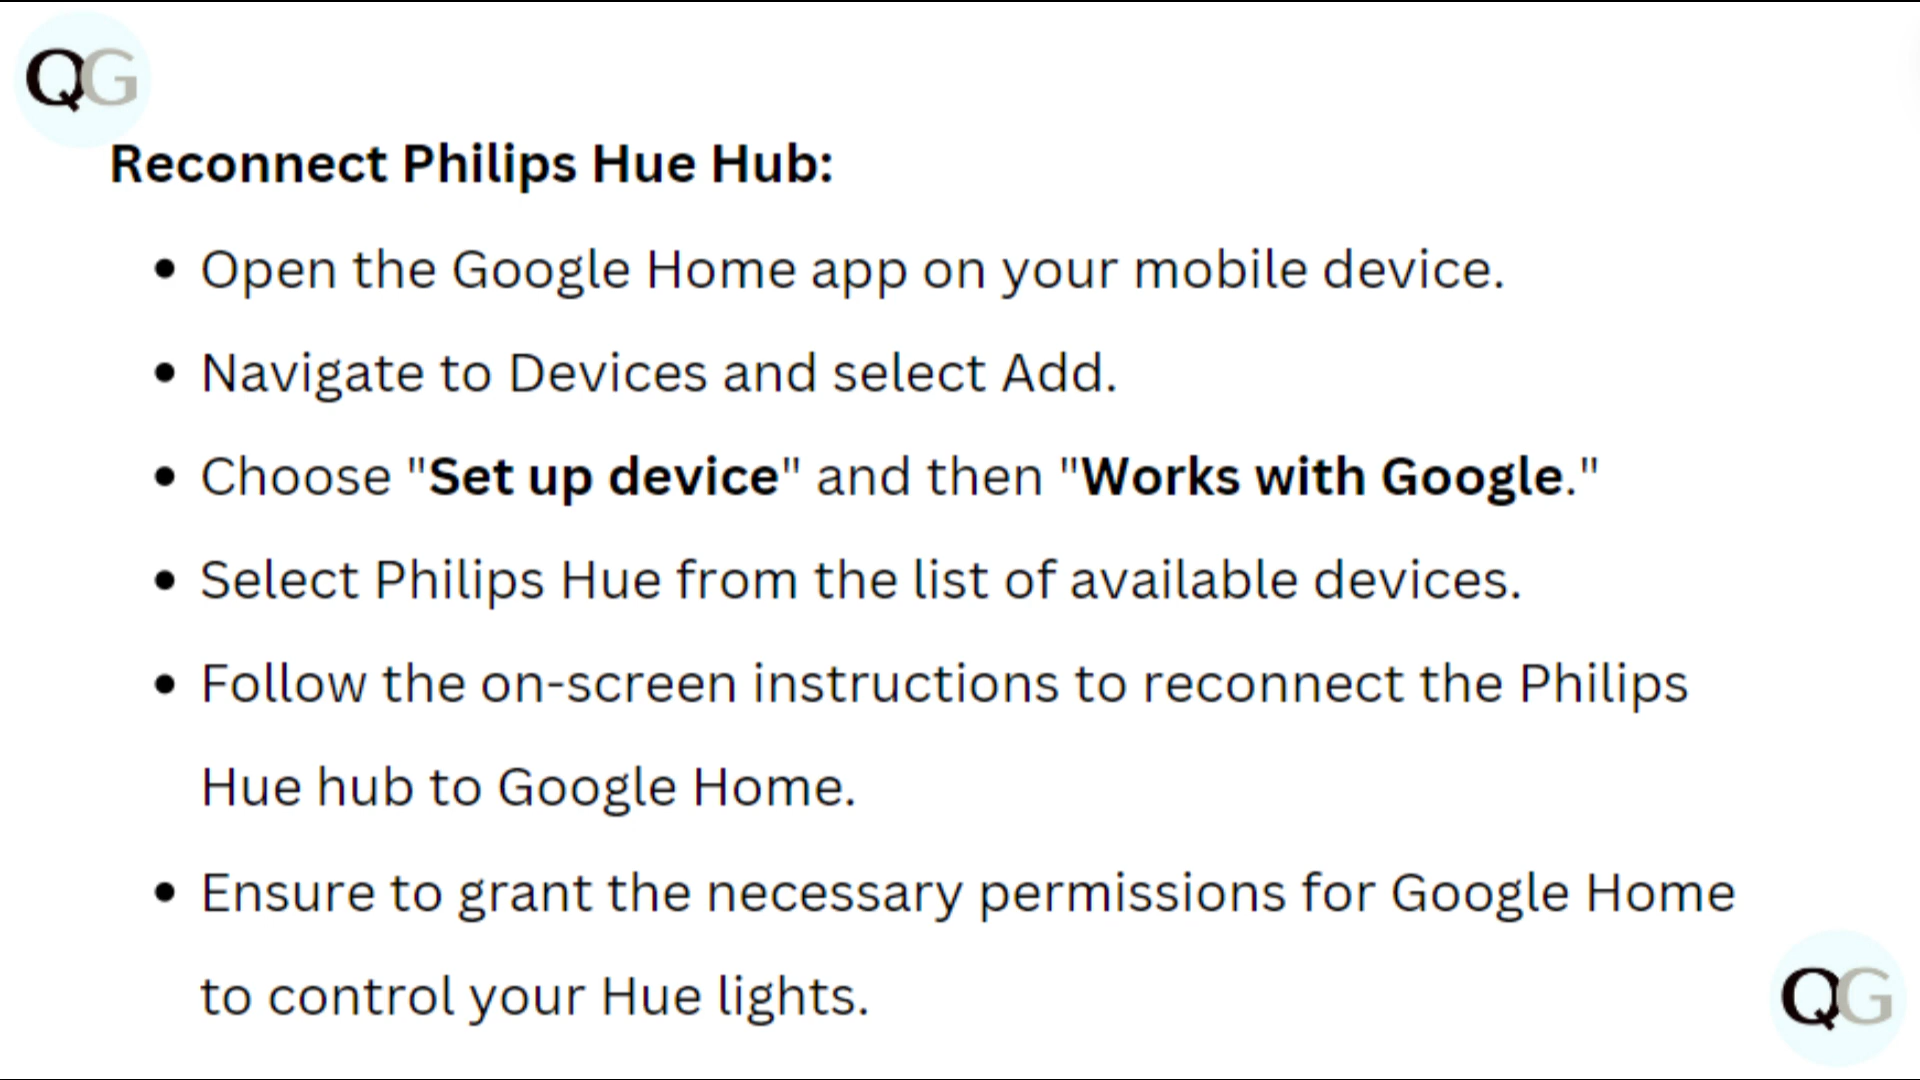 QG
Reconnect Philips Hue Hub:
• Open the Google Home app on your mobile device.
• Navigate to Devices and select Add.
• Choose "Set up device" and then "Works with Google."
• Select Philips Hue from the list of available devices.
• Follow the on-screen instructions to reconnect the Philips
Hue hub to Google Home.
• Ensure to grant the necessary permissions for Google Home
to control your Hue lights.
QG